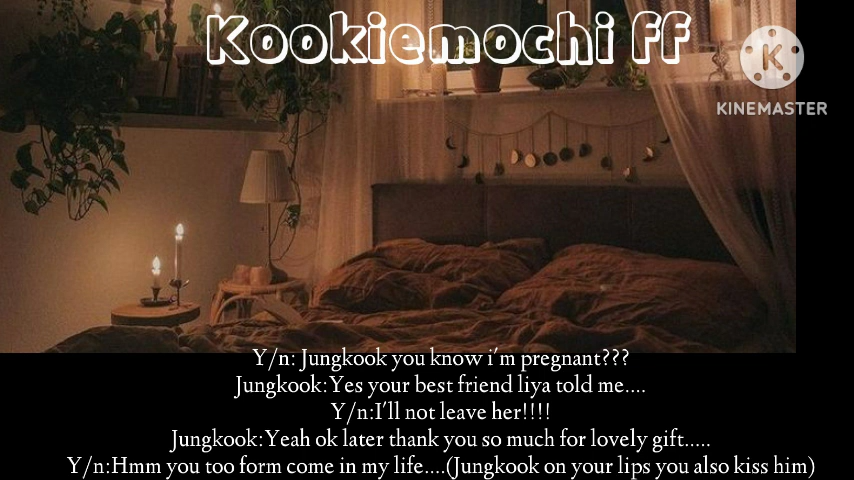 Kookiemochi ff
K
KINEMASTER
Y/n: Jungkook you know i'm pregnant???
Jungkook:Yes your best friend liya told me....
Y/n:I'll not leave her!!!!
Jungkook:Yeah ok later thank you so much for lovely gift.....
Y/n:Hmm you too form come in my life....(Jungkook on your lips you also kiss him)